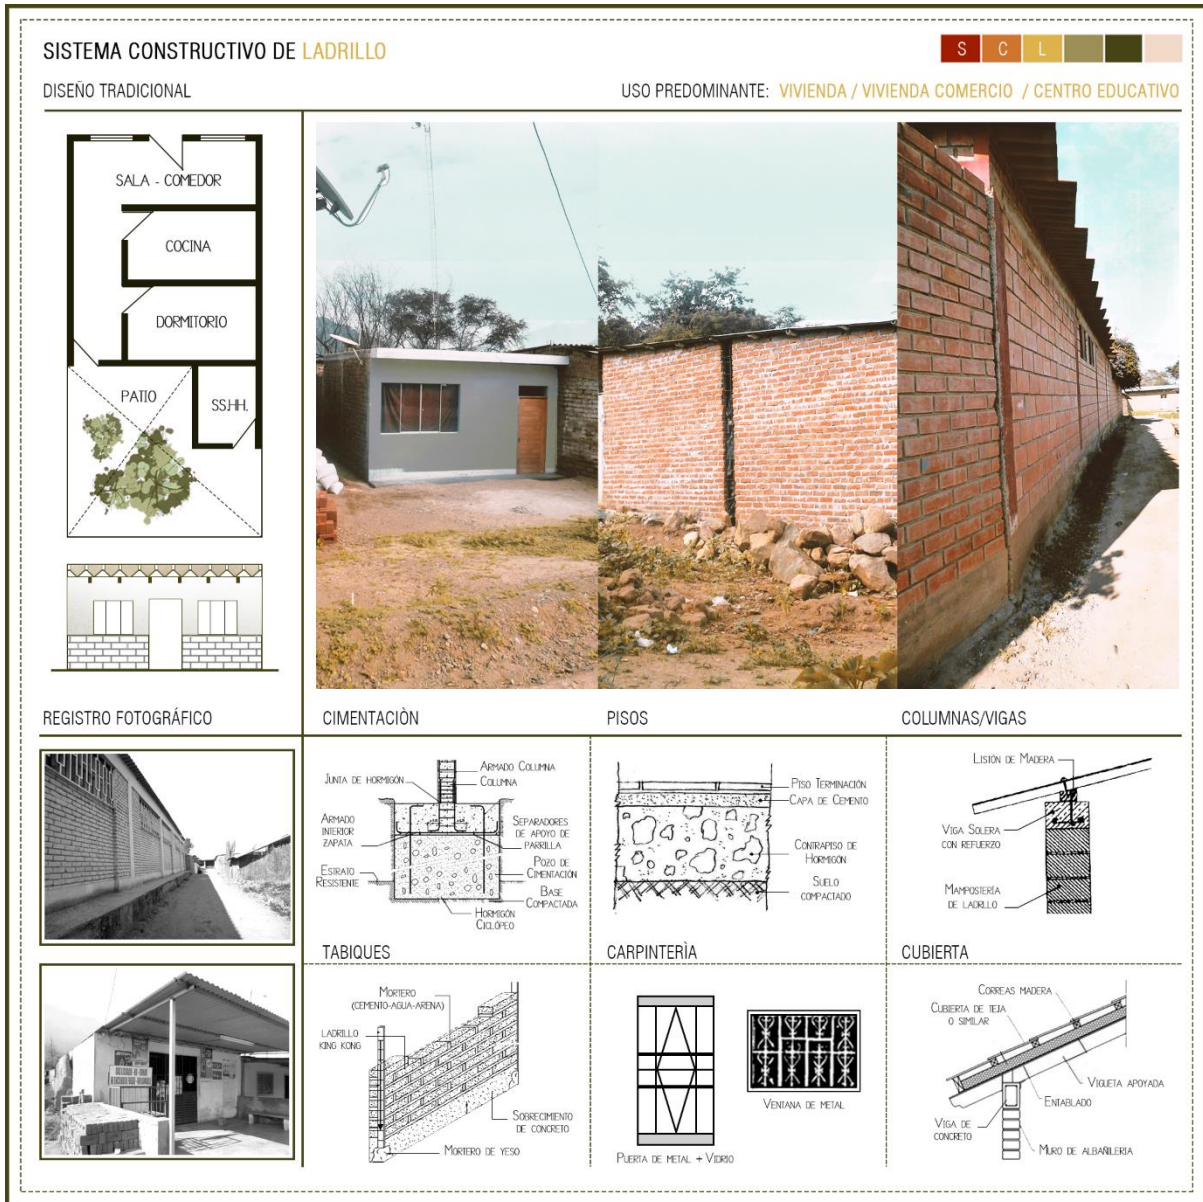 SISTEMA CONSTRUCTIVO DE LADRILLO
S C L
DISEÑO TRADICIONAL
USO PREDOMINANTE: VIVIENDA / VIVIENDA COMERCIO / CENTRO EDUCATIVO
SALA - COMEDOR
COCINA
DORMITORIO
PATIO
SS.HH.
REGISTRO FOTOGRÁFICO
CIMENTACIÒN
JUNTA DE HORMIGÓN
ARMADO COLUMNA
COLUMNA
ARMADO
INTERIOR
ZAPATA
SEPARADORES
DE APOYO DE
PARRILLA
ESTRATO
RESISTENTE
POZO DE
CIMENTACIÓN
BASE
COMPACTADA
HORMIGÓN
CICLÓPEO
PISOS
PISO TERMINACIÓN
CAPA DE CEMENTO
CONTRAPISO DE
HORMIGÓN
SUELO
COMPACTADO
COLUMNAS/VIGAS
LISIÓN DE MADERA
VIGA SOLERA
CON REFUERZO
MAMPOSTERÍA
DE LADRILLO
TABIQUES
MORTERO
(CEMENTO-AGUA-ARENA)
LADRILLO
KING KONG
SOBRECIMIENTO
DE CONCRETO
MORTERO DE YESO
CARPINTERÌA
PUERTA DE METAL + VIDRIO
VENTANA DE METAL
CUBIERTA
CORREAS MADERA
CUBIERTA DE TEJA
O SIMILAR
VIGUETA APOYADA
ENTABLADO
VIGA DE
CONCRETO
MURO DE ALBAÑILERIA